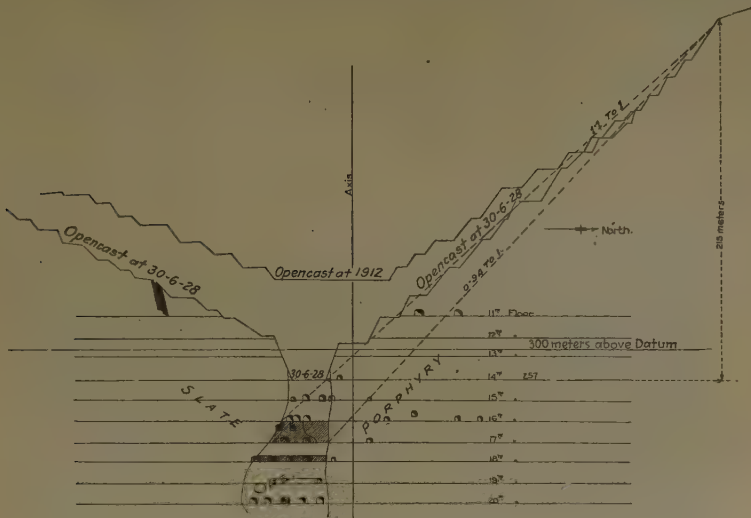 Axis
1.1 to 1
215 meters
Opencast at 30-6-28
North.
Opencast at 30-6-28
Opencast at 1912
0.94 TO 1.
11th Floor
12th "
300 meters above Datum
13th "
30-6-28
14th " 257
SLATE
PORPHYRY
15th "
16th "
17th "
18th "
19th "
20th "